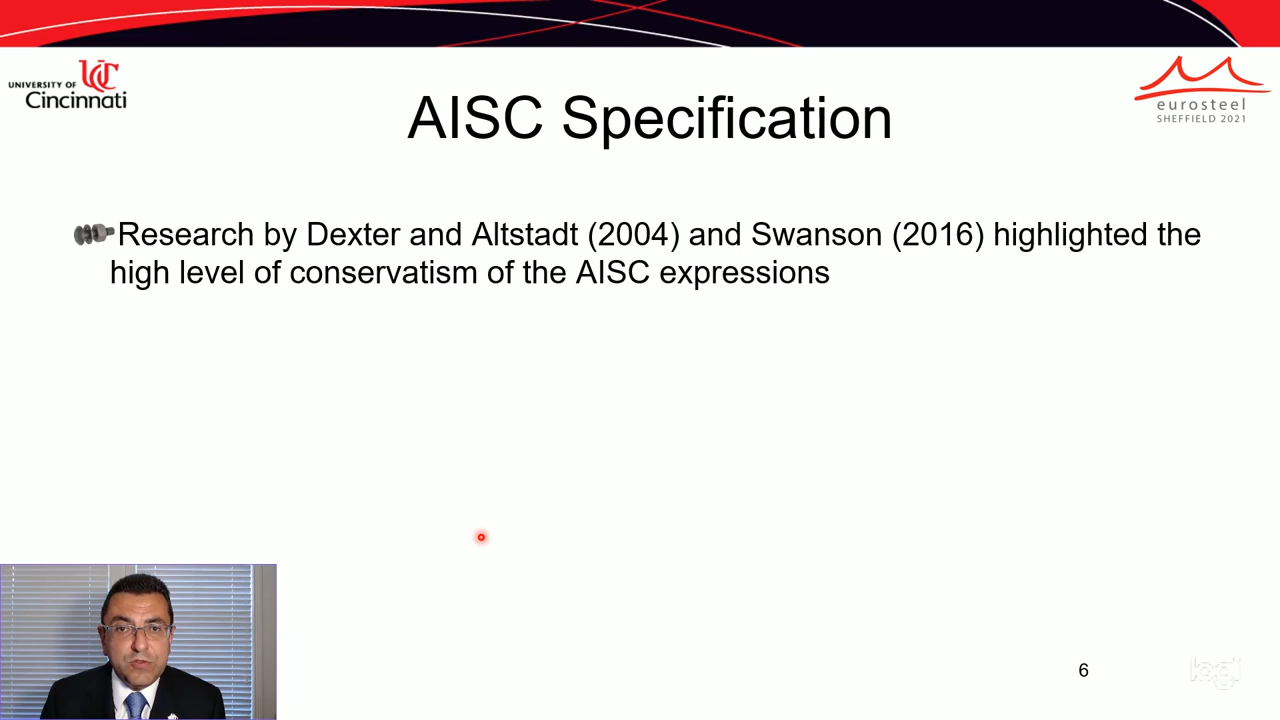 UNIVERSITY OF
Cincinnati
AISC Specification
eurosteel
SHEFFIELD 2021
Research by Dexter and Altstadt (2004) and Swanson (2016) highlighted the
high level of conservatism of the AISC expressions
6
logi